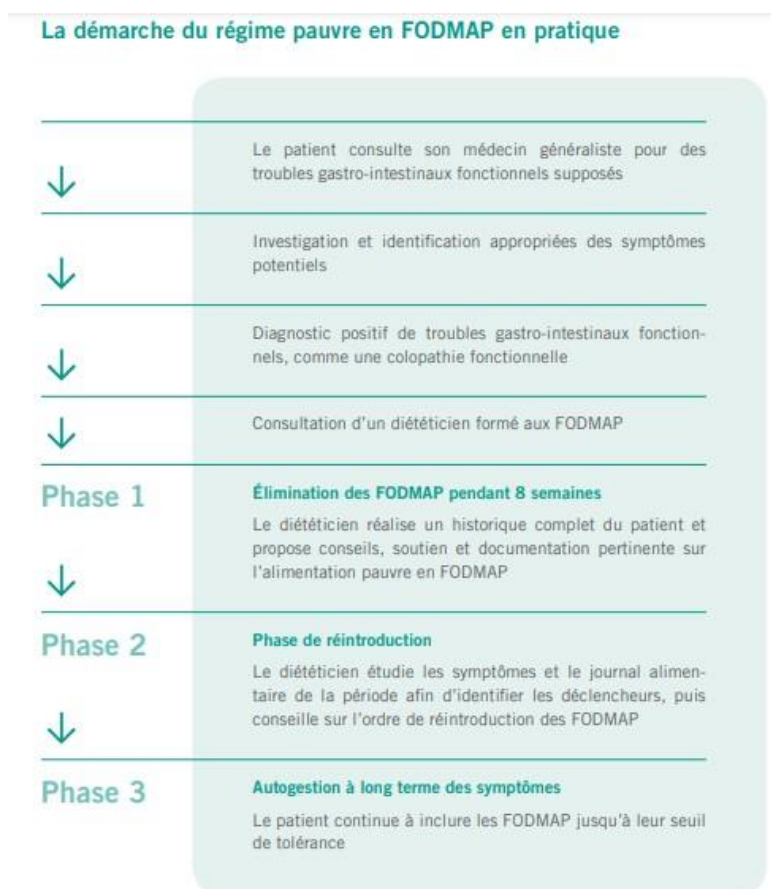 La démarche du régime pauvre en FODMAP en pratique
Le patient consulte son médecin généraliste pour des
troubles gastro-intestinaux fonctionnels supposés
Investigation et identification appropriées des symptômes
potentiels
Diagnostic positif de troubles gastro-intestinaux fonction-
nels, comme une colopathie fonctionnelle
Consultation d'un diététicien formé aux FODMAP
Phase 1
Élimination des FODMAP pendant 8 semaines
Le diététicien réalise un historique complet du patient et
propose conseils, soutien et documentation pertinente sur
l'alimentation pauvre en FODMAP
Phase 2
Phase de réintroduction
Le diététicien étudie les symptômes et le journal alimen-
taire de la période afin d'identifier les déclencheurs, puis
conseille sur l'ordre de réintroduction des FODMAP
Phase 3
Autogestion à long terme des symptômes
Le patient continue à inclure les FODMAP jusqu'à leur seuil
de tolérance